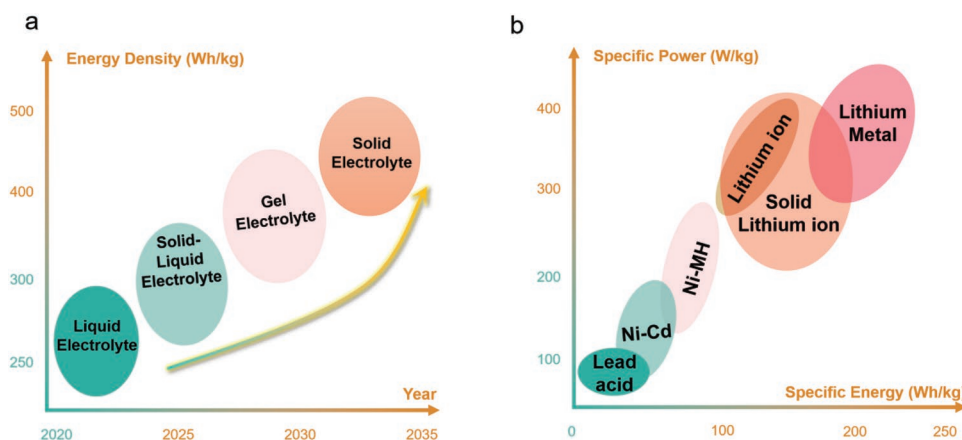 a
Energy Density (Wh/kg)
500
400
300
250
Solid
Electrolyte
Gel
Electrolyte
Solid-
Liquid
Electrolyte
Liquid
Electrolyte
Year
2020
2025
2030
2035
b
Specific Power (W/kg)
400
300
200
100
Lithium
Metal
Lithium ion
Solid
Lithium ion
Ni-MH
Ni-Cd
Lead
acid
Specific Energy (Wh/kg)
0
100
200
250